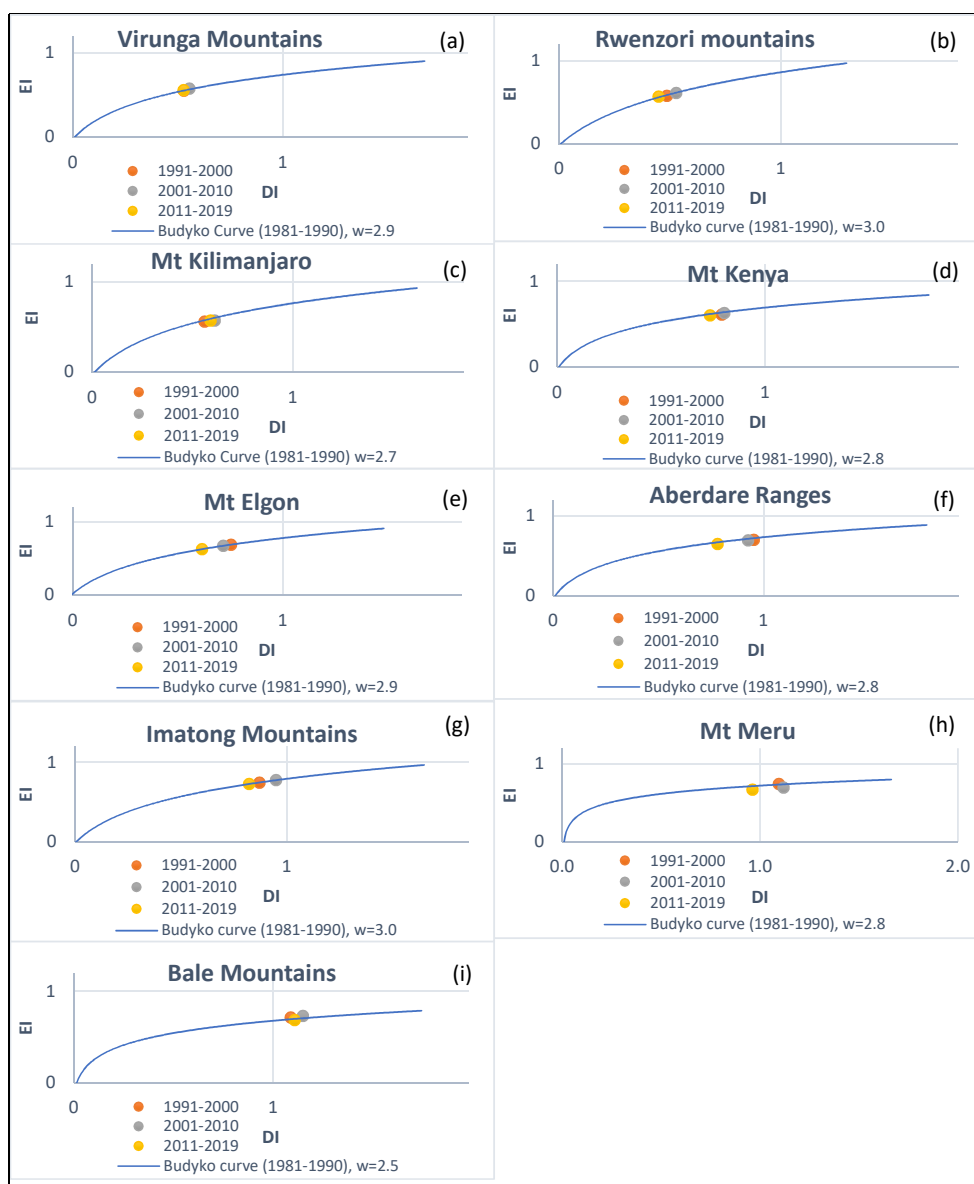 Virunga Mountains
(a)
1
EI
0
0
1
1991-2000
DI
2001-2010
2011-2019
Budyko Curve (1981-1990), w=2.9
Rwenzori mountains
(b)
1
EI
0
0
1
1991-2000
2001-2010
DI
2011-2019
Budyko curve (1981-1990), w=3.0
Mt Kilimanjaro
(c)
1
EI
0
0
1
1991-2000
2001-2010
DI
2011-2019
Budyko Curve (1981-1990) w=2.7
Mt Kenya
(d)
1
EI
0
0
1
1991-2000
2001-2010
DI
2011-2019
Budyko curve (1981-1990), w=2.8
Mt Elgon
(e)
1
EI
0
0
1
1991-2000
2001-2010
DI
2011-2019
Budyko curve (1981-1990), w=2.9
Aberdare Ranges
(f)
1
EI
0
0
1
1991-2000
2001-2010
DI
2011-2019
Budyko curve (1981-1990), w=2.8
Imatong Mountains
(g)
1
EI
0
0
1
1991-2000
2001-2010
DI
2011-2019
Budyko curve (1981-1990), w=3.0
Mt Meru
(h)
1
EI
0
0.0
1.0
2.0
1991-2000
2001-2010
DI
2011-2019
Budyko curve (1981-1990), w=2.8
Bale Mountains
(i)
1
EI
0
0
1
1991-2000
2001-2010
DI
2011-2019
Budyko curve (1981-1990), w=2.5